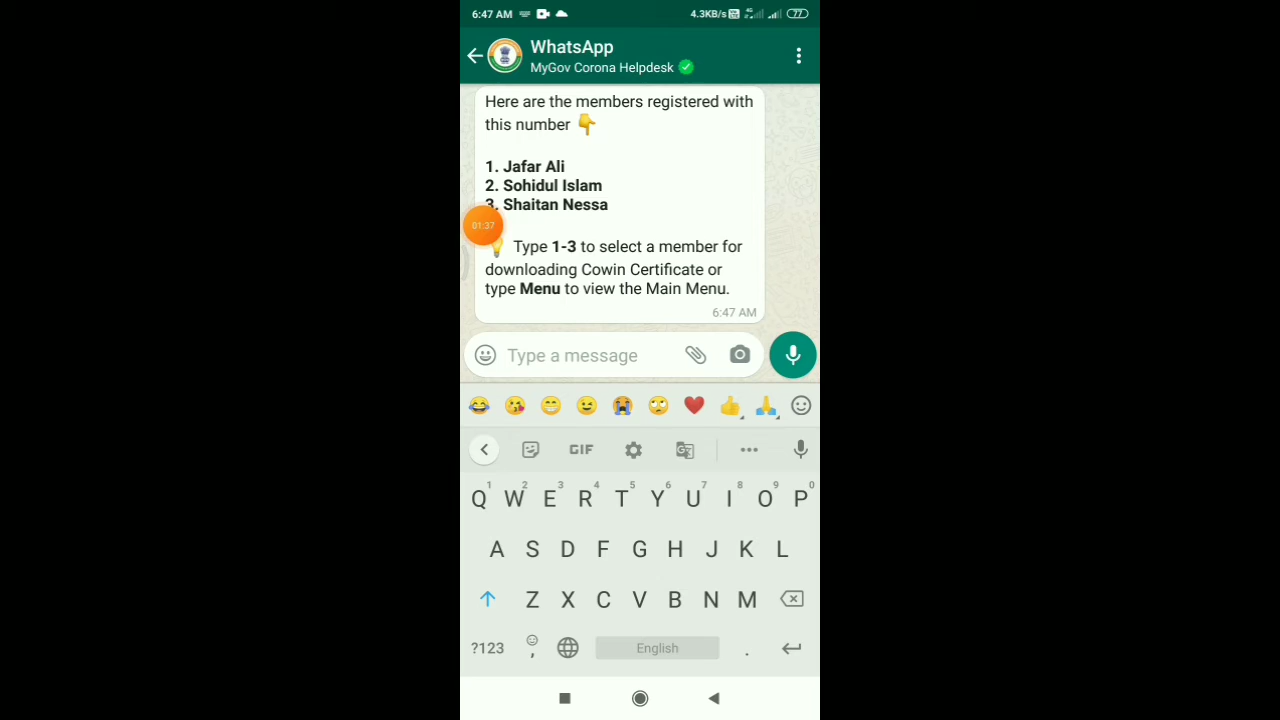 6:47 AM 4.3KB/s 4G 77
WhatsApp
MyGov Corona Helpdesk
Here are the members registered with
this number 👇
1. Jafar Ali
2. Sohidul Islam
3. Shaitan Nessa
01:37
💡 Type 1-3 to select a member for
downloading Cowin Certificate or
type Menu to view the Main Menu.
6:47 AM
Type a message
GIF
1 2 3 4 5 6 7 8 9 0
Q W E R T Y U I O P
A S D F G H J K L
Z X C V B N M
?123 , English .